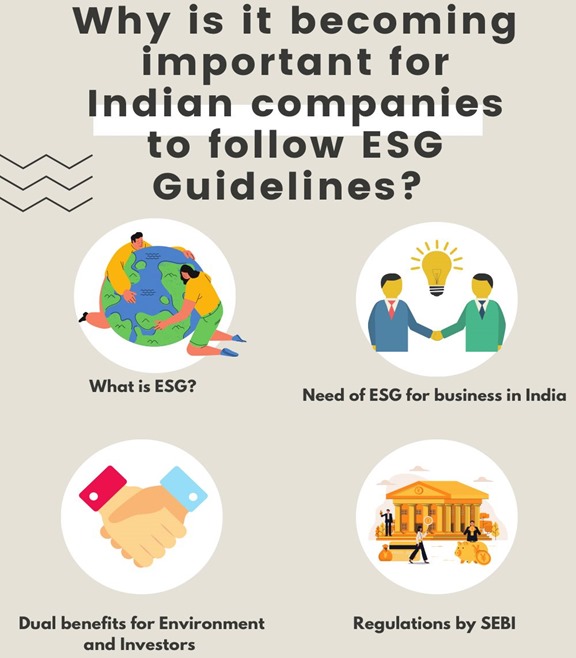 Why is it becoming
important for
Indian companies
to follow ESG
Guidelines?
What is ESG?
Need of ESG for business in India
Dual benefits for Environment
and Investors
Regulations by SEBI